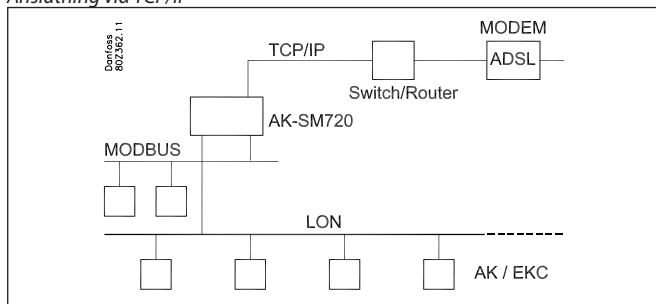 Anslutning via TCP/IP
Danfoss
80Z362.11
MODEM
TCP/IP
ADSL
Switch/Router
AK-SM720
MODBUS
LON
AK / EKC